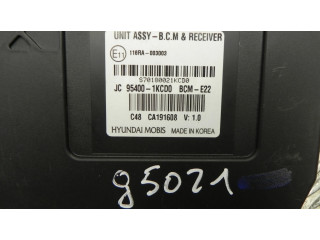 UNIT ASSY-B.C.M & RECEIVER
E11
116RA-003003
S70180021KCD0
JC 95400-1KCD0 BCM-E22
C48 CA191608 V: 1.0
HYUNDAI MOBIS MADE IN KOREA
g5021